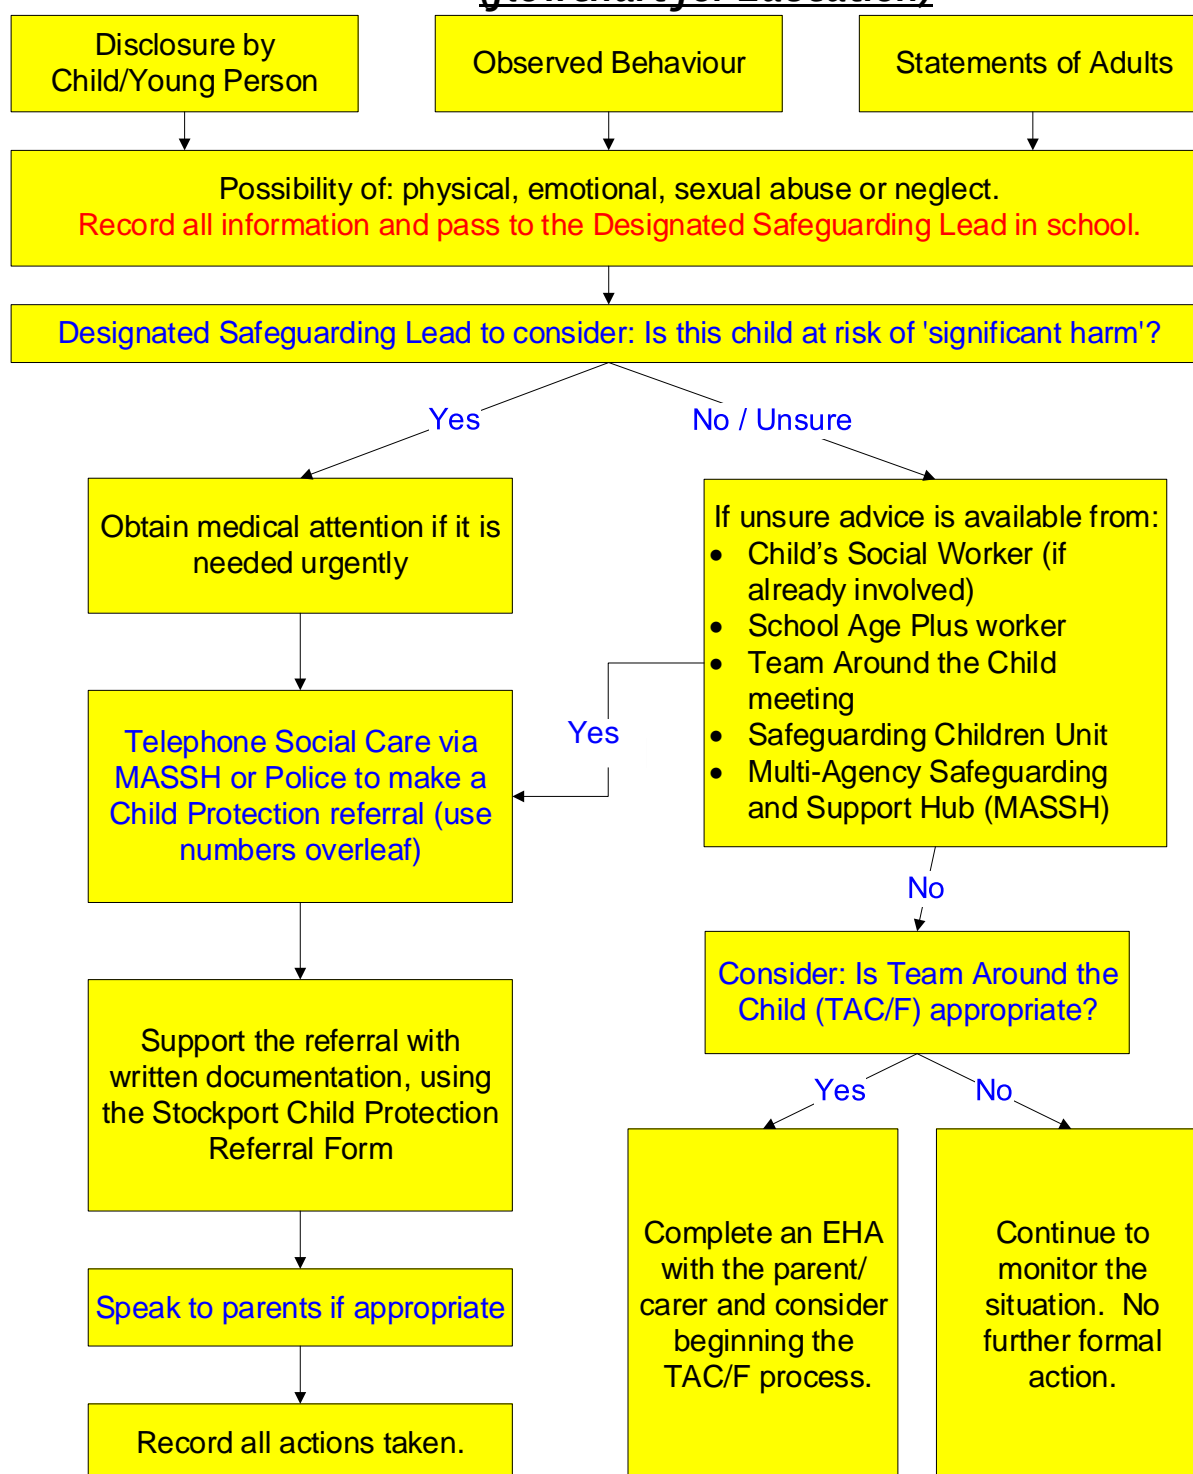 (flowchart for Education)
Disclosure by
Child/Young Person
Observed Behaviour
Statements of Adults
Possibility of: physical, emotional, sexual abuse or neglect.
Record all information and pass to the Designated Safeguarding Lead in school.
Designated Safeguarding Lead to consider: Is this child at risk of 'significant harm'?
Yes
No / Unsure
Obtain medical attention if it is
needed urgently
If unsure advice is available from:
• Child’s Social Worker (if
already involved)
• School Age Plus worker
• Team Around the Child
meeting
• Safeguarding Children Unit
• Multi-Agency Safeguarding
and Support Hub (MASSH)
Yes
Telephone Social Care via
MASSH or Police to make a
Child Protection referral (use
numbers overleaf)
No
Consider: Is Team Around the
Child (TAC/F) appropriate?
Support the referral with
written documentation, using
the Stockport Child Protection
Referral Form
Yes
No
Complete an EHA
with the parent/
carer and consider
beginning the
TAC/F process.
Continue to
monitor the
situation.  No
further formal
action.
Speak to parents if appropriate
Record all actions taken.